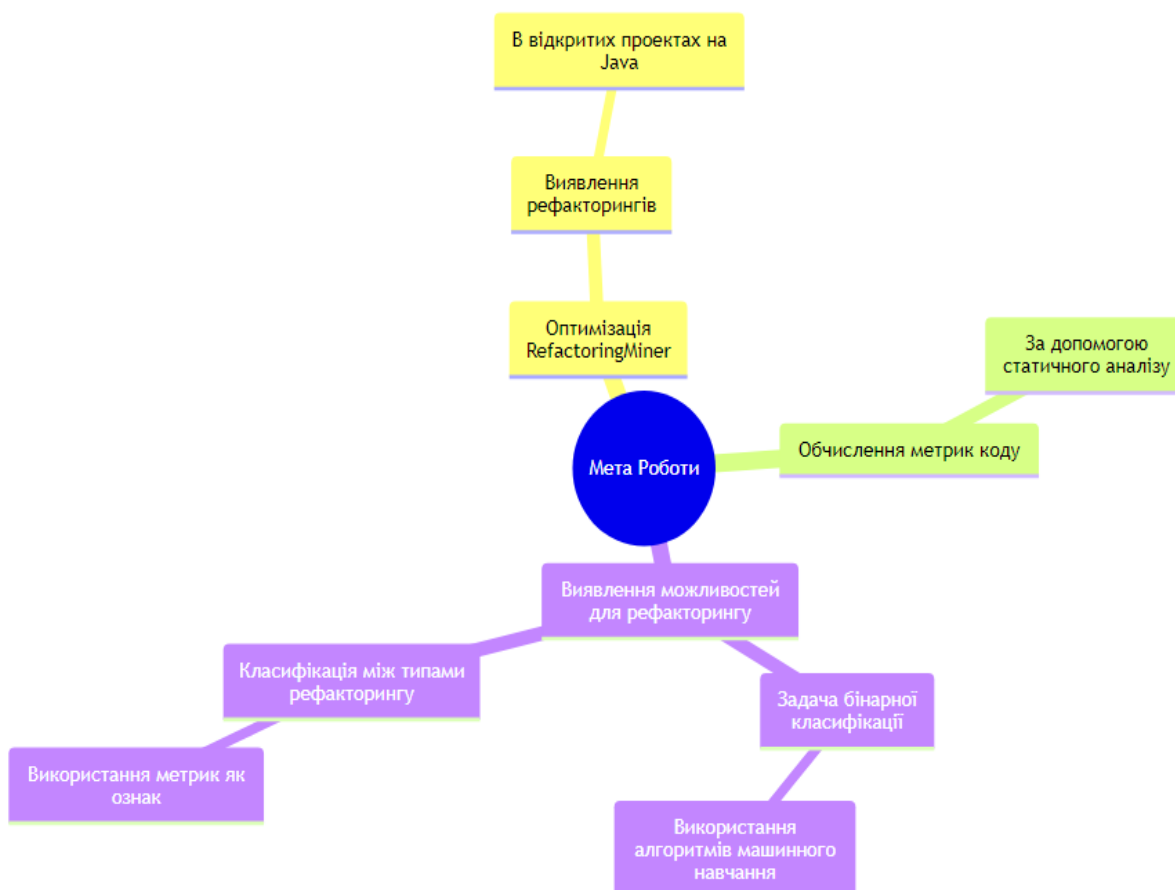 В відкритих проектах на
Java
Виявлення
рефакторингів
Оптимізація
RefactoringMiner
За допомогою
статичного аналізу
Обчислення метрик коду
Мета Роботи
Виявлення можливостей
для рефакторингу
Класифікація між типами
рефакторингу
Задача бінарної
класифікації
Використання метрик як
ознак
Використання
алгоритмів машинного
навчання